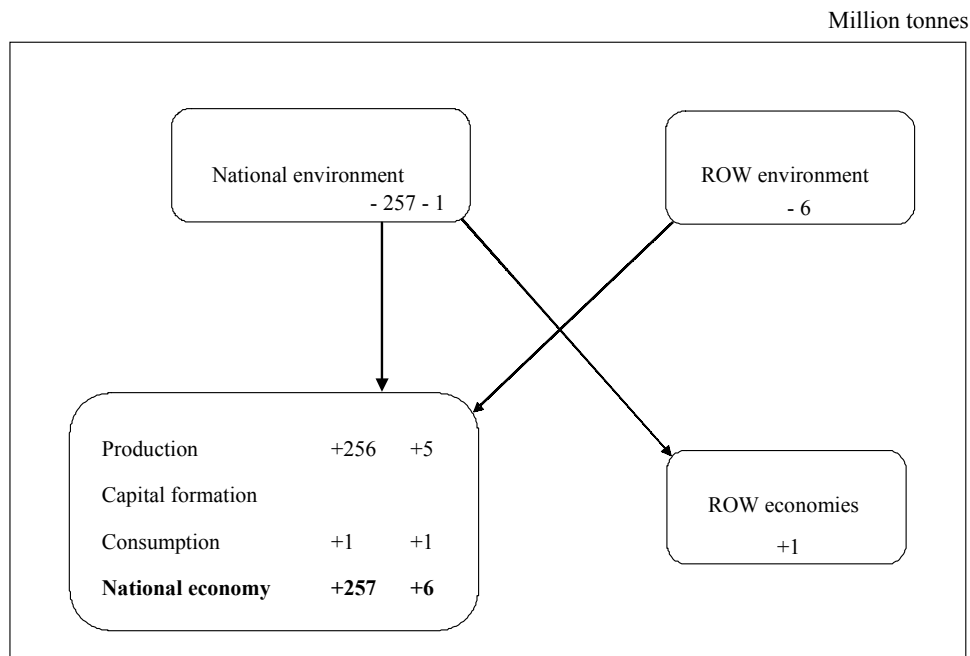 Million tonnes
National environment
- 257 - 1
ROW environment
- 6
Production +256 +5
Capital formation
Consumption +1 +1
National economy +257 +6
ROW economies
+1